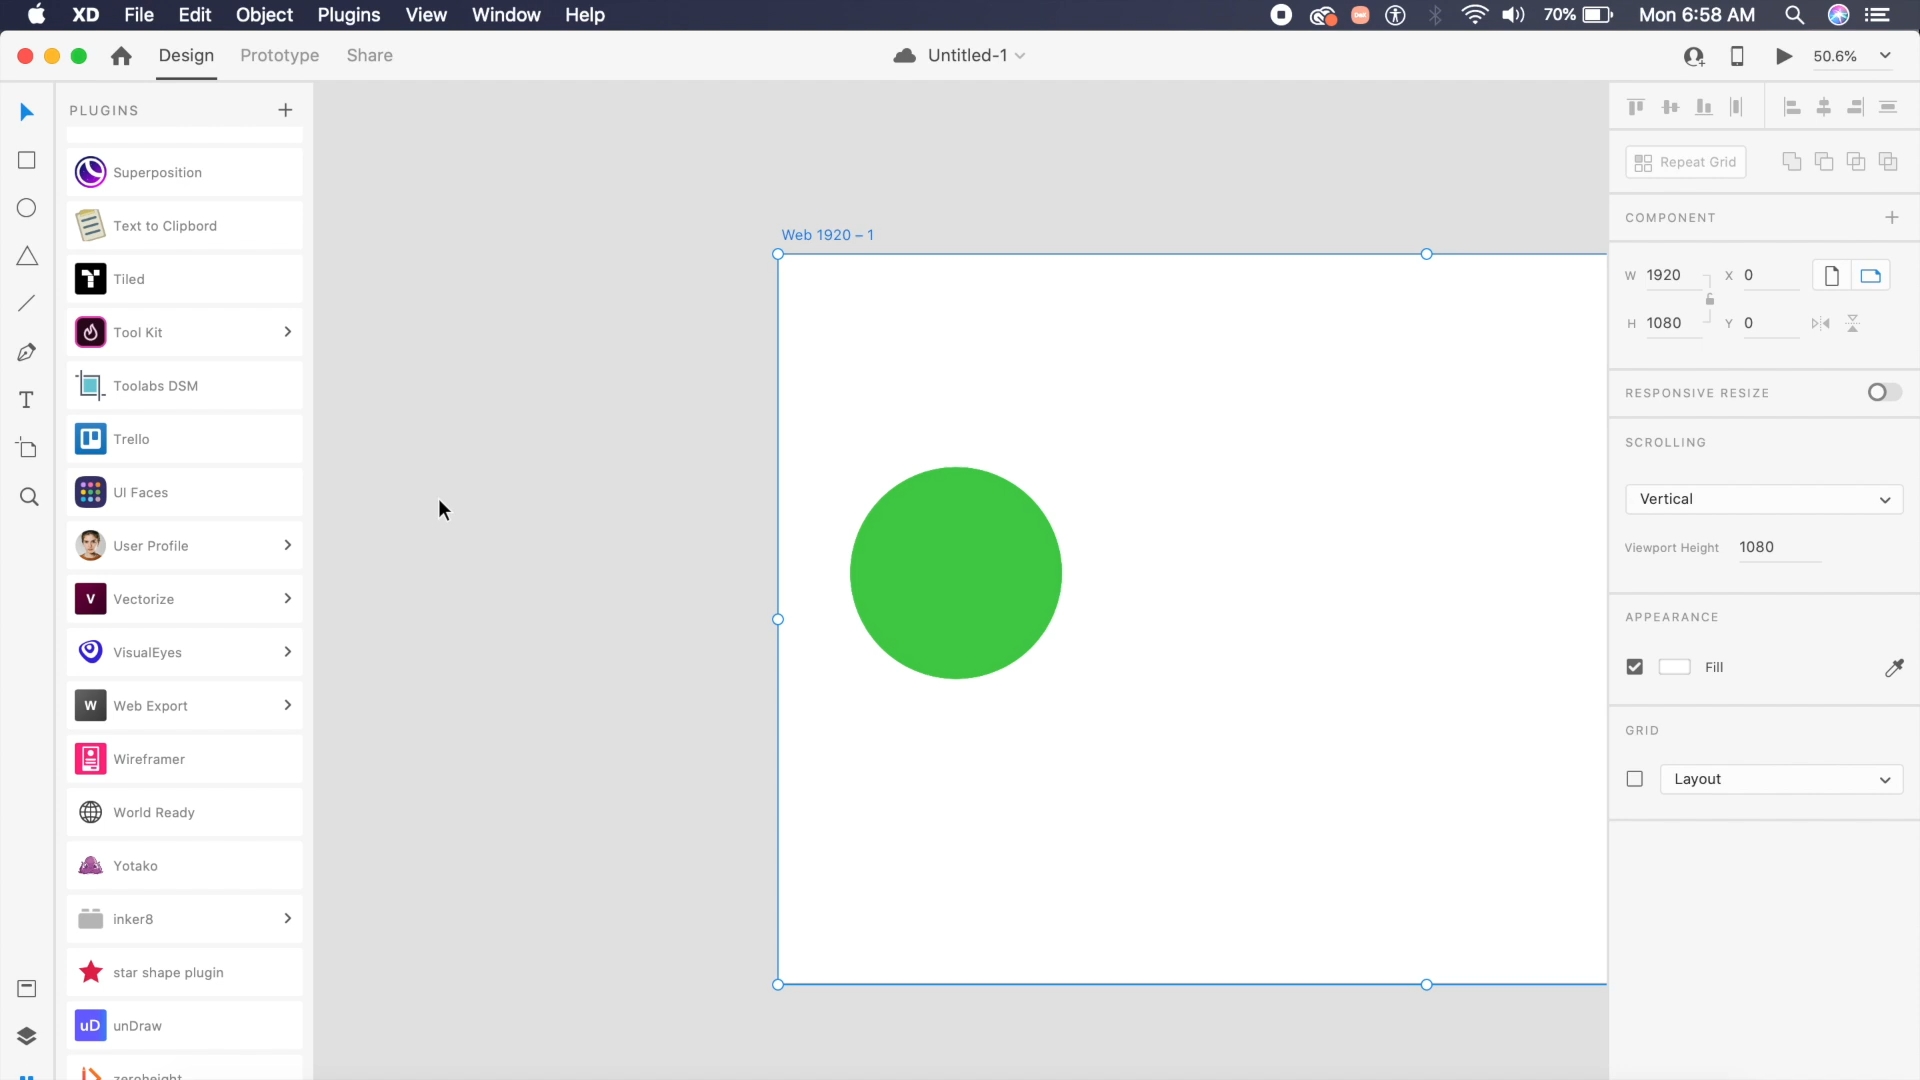 XD File Edit Object Plugins View Window Help
70% Mon 6:58 AM
Design Prototype Share
Untitled-1
50.6%
PLUGINS
Superposition
Text to Clipbord
Tiled
Tool Kit
Toolabs DSM
Trello
UI Faces
User Profile
V Vectorize
VisualEyes
W Web Export
Wireframer
World Ready
Yotako
inker8
star shape plugin
uD unDraw
zeroheight
Web 1920 – 1
Repeat Grid
COMPONENT
W 1920 X 0
H 1080 Y 0
RESPONSIVE RESIZE
SCROLLING
Vertical
Viewport Height 1080
APPEARANCE
Fill
GRID
Layout